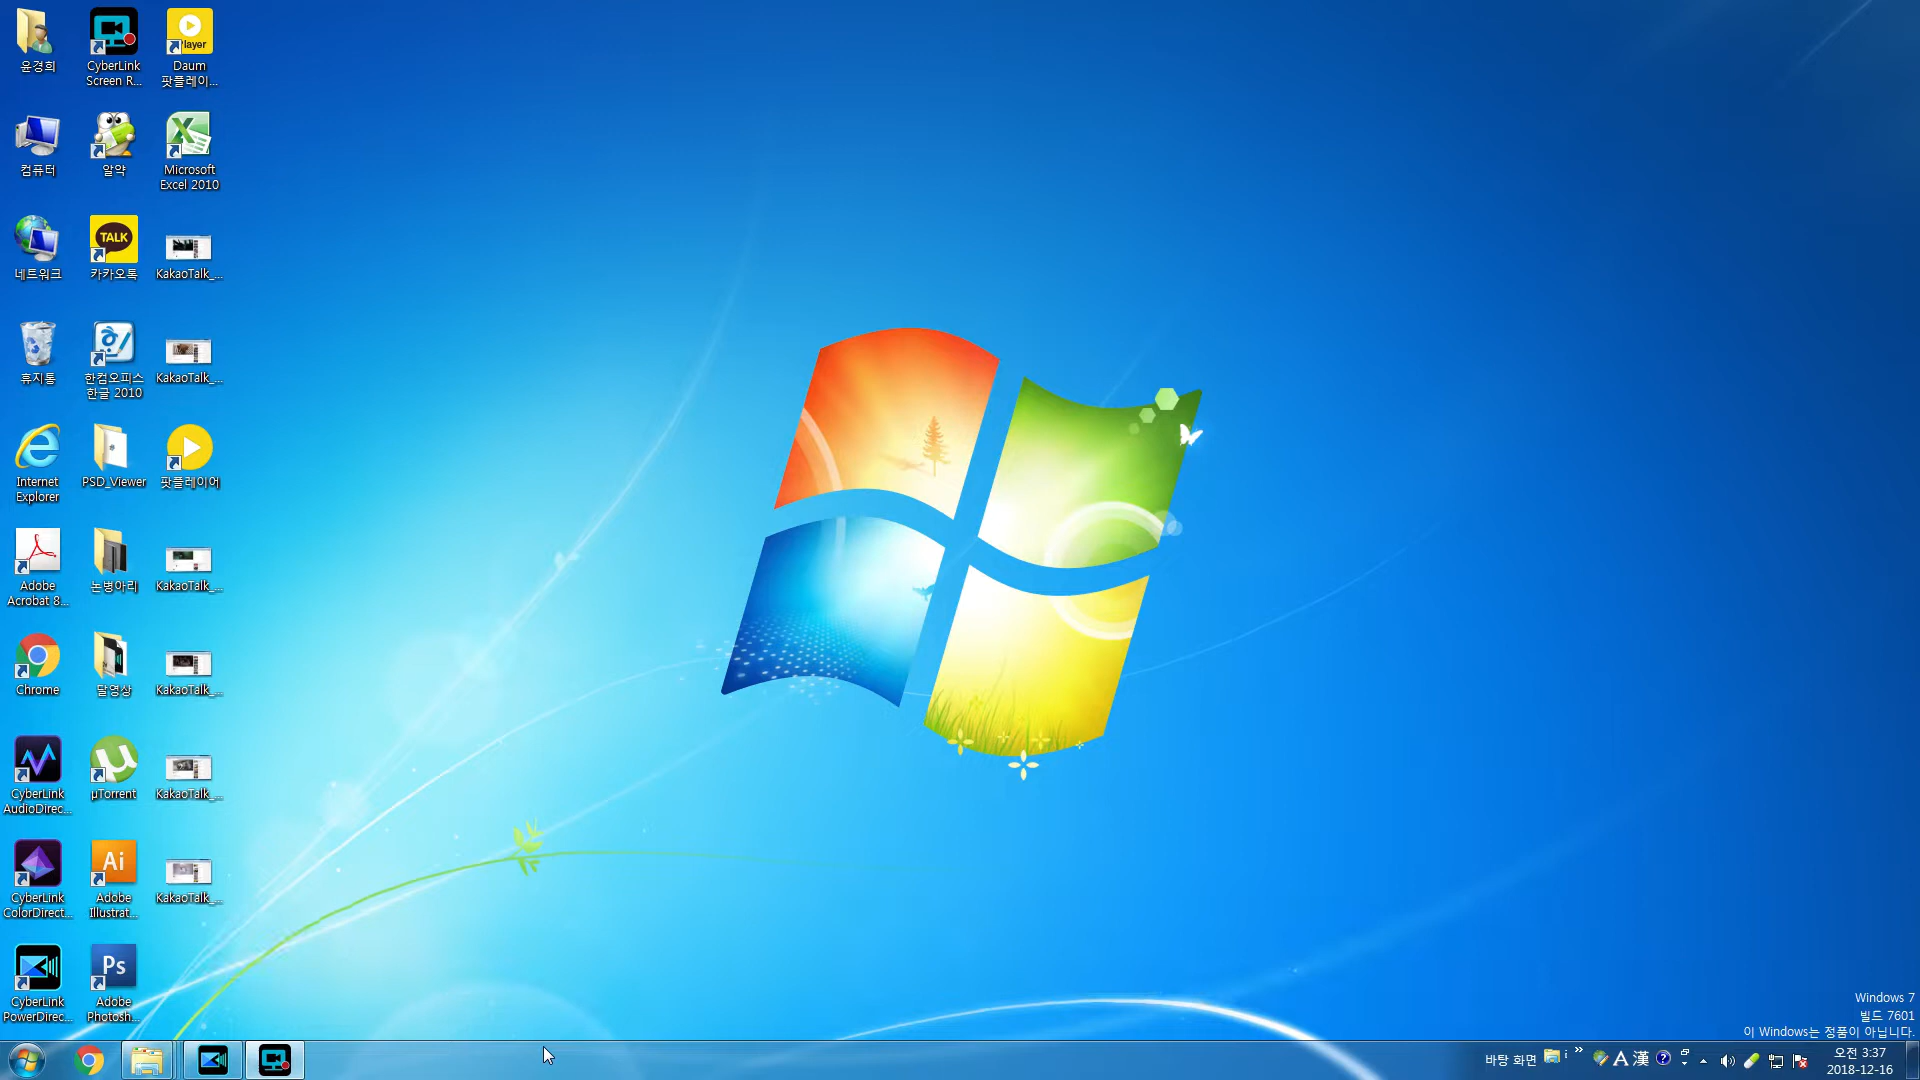 윤경희
CyberLink
Screen R...
Player
Daum
팟플레이...
컴퓨터
알약
Microsoft
Excel 2010
네트워크
TALK
카카오톡
KakaoTalk_...
휴지통
한컴오피스
한글 2010
KakaoTalk_...
Internet
Explorer
PSD_Viewer
팟플레이어
Adobe
Acrobat 8...
논병아리
KakaoTalk_...
Chrome
달영상
KakaoTalk_...
CyberLink
AudioDirec...
µTorrent
KakaoTalk_...
CyberLink
ColorDirect...
Ai
Adobe
Illustrat...
KakaoTalk_...
CyberLink
PowerDirec...
Ps
Adobe
Photosh...
Windows 7
빌드 7601
이 Windows는 정품이 아닙니다.
바탕 화면
A 漢
오전 3:37
2018-12-16